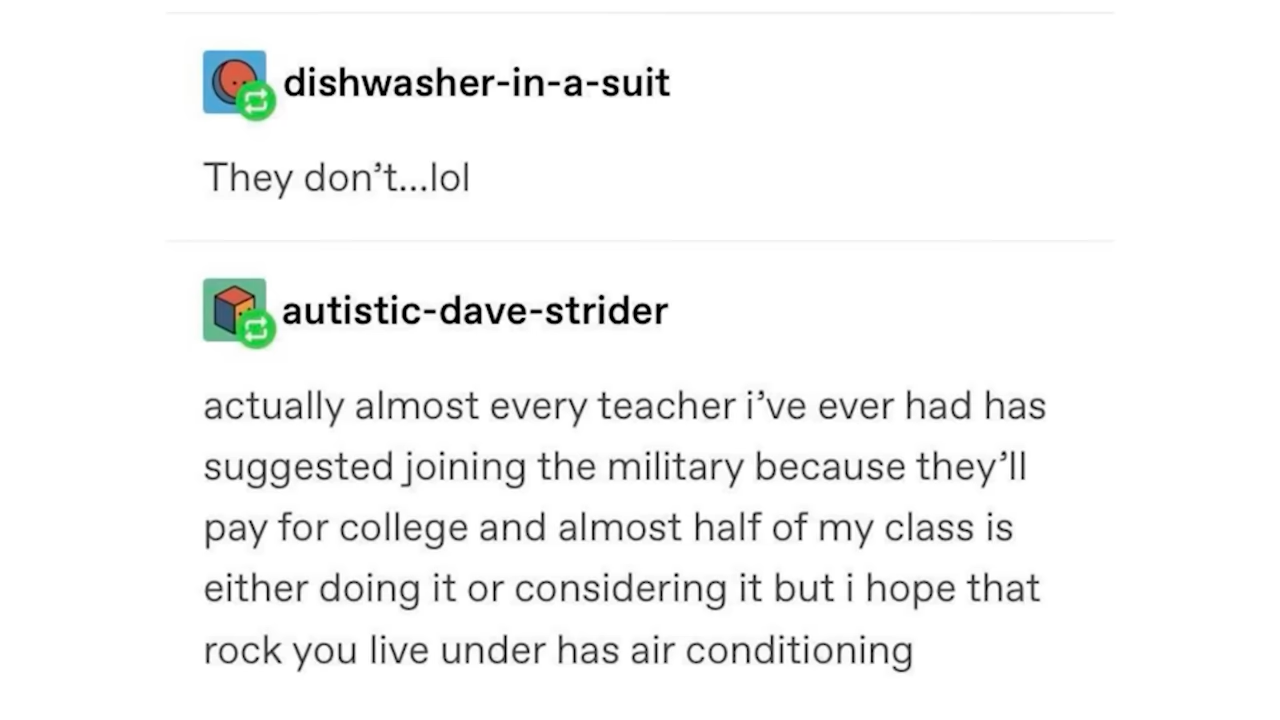 dishwasher-in-a-suit
They don’t...lol
autistic-dave-strider
actually almost every teacher i’ve ever had has
suggested joining the military because they’ll
pay for college and almost half of my class is
either doing it or considering it but i hope that
rock you live under has air conditioning